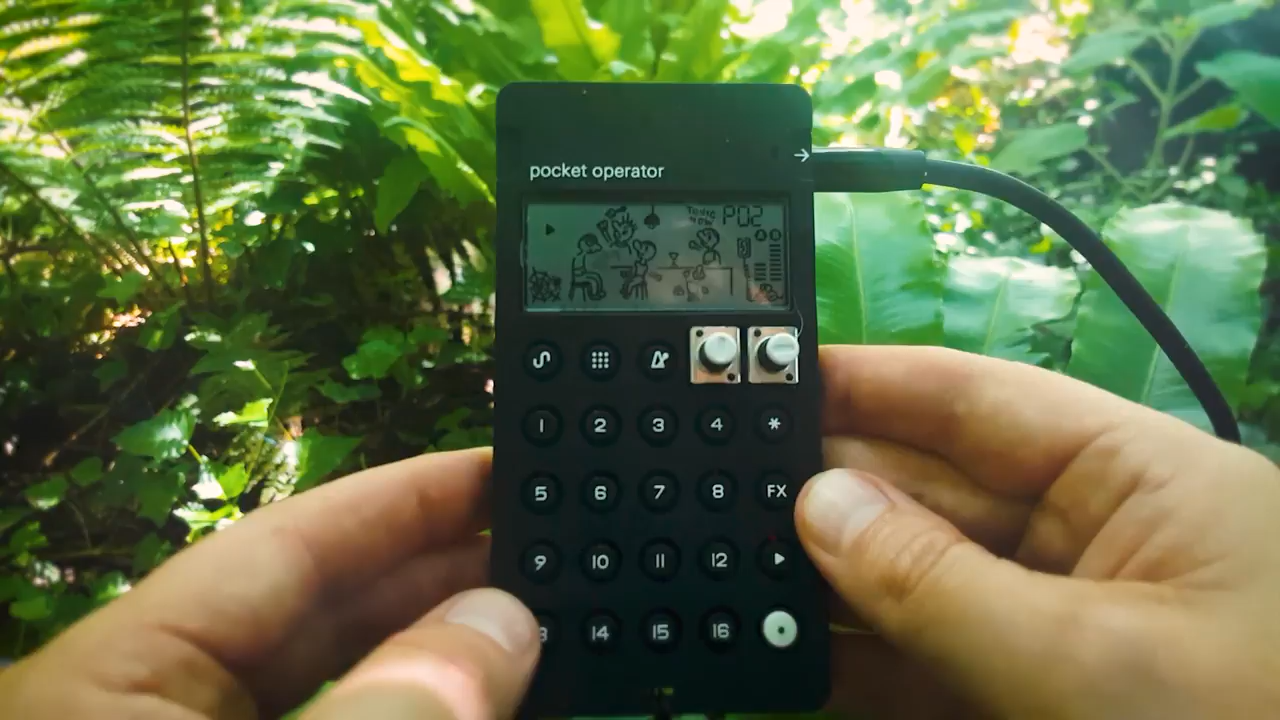 pocket operator
P02
1 2 3 4 *
5 6 7 8 FX
9 10 11 12
14 15 16